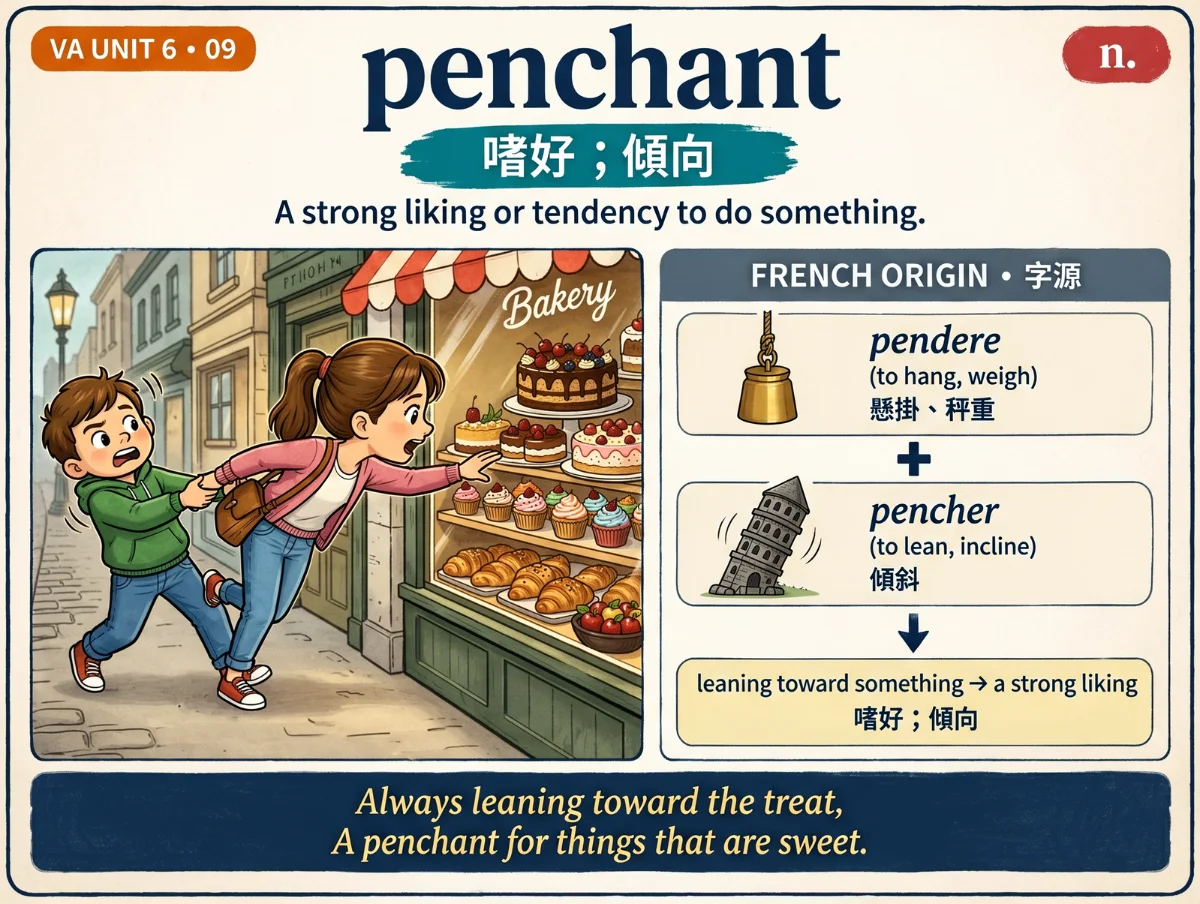 VA UNIT 6 • 09
n.
penchant
嗜好；傾向
A strong liking or tendency to do something.
Bakery
FRENCH ORIGIN • 字源
pendere
(to hang, weigh)
懸掛、秤重
+
pencher
(to lean, incline)
傾斜
leaning toward something → a strong liking
嗜好；傾向
Always leaning toward the treat,
A penchant for things that are sweet.